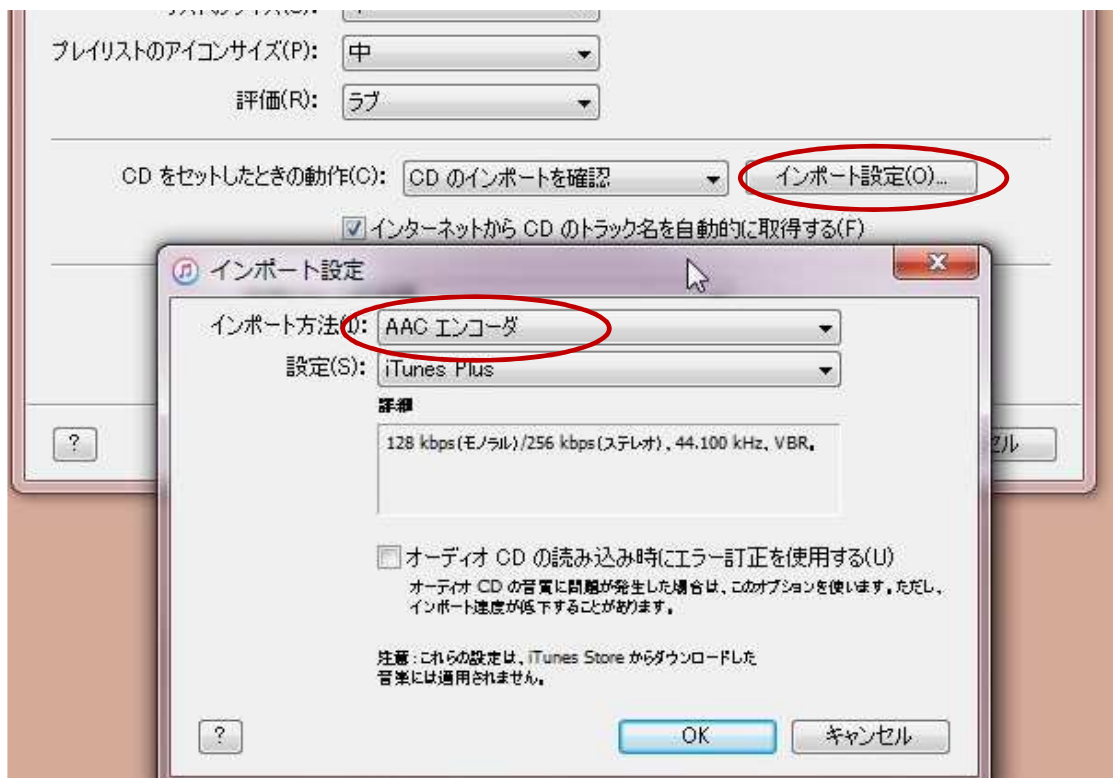 プレイリストのアイコンサイズ(P): 中
評価(R): ラブ
CD をセットしたときの動作(C): CD のインポートを確認 インポート設定(O)...
インターネットから CD のトラック名を自動的に取得する(F)
インポート設定
インポート方法(I): AAC エンコーダ
設定(S): iTunes Plus
詳細
128 kbps(モノラル)/256 kbps(ステレオ)、44.100 kHz、VBR。
?
オーディオ CD の読み込み時にエラー訂正を使用する(U)
オーディオ CD の音質に問題が発生した場合は、このオプションを使います。ただし、
インポート速度が低下することがあります。
注意：これらの設定は、iTunes Store からダウンロードした
音楽には適用されません。
? OK キャンセル